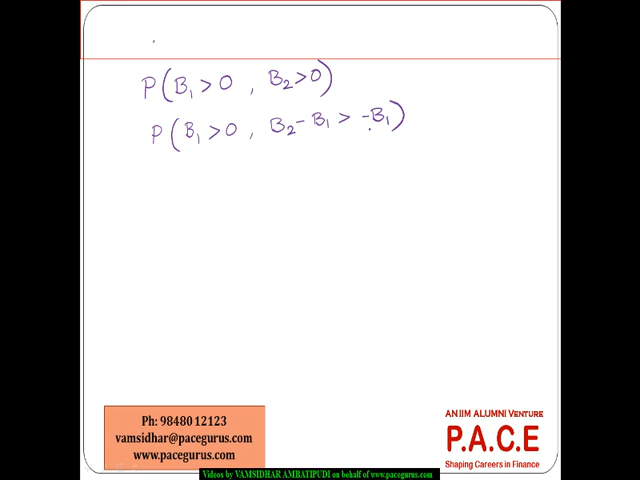 P(B₁ > 0 , B₂ > 0)
P(B₁ > 0 , B₂ - B₁ > -B₁)
Ph: 98480 12123
vamsidhar@pacegurus.com
www.pacegurus.com
AN IIM ALUMNI VENTURE
P.A.C.E
Shaping Careers in Finance
Videos by VAMSIDHAR AMBATIPUDI on behalf of www.pacegurus.com